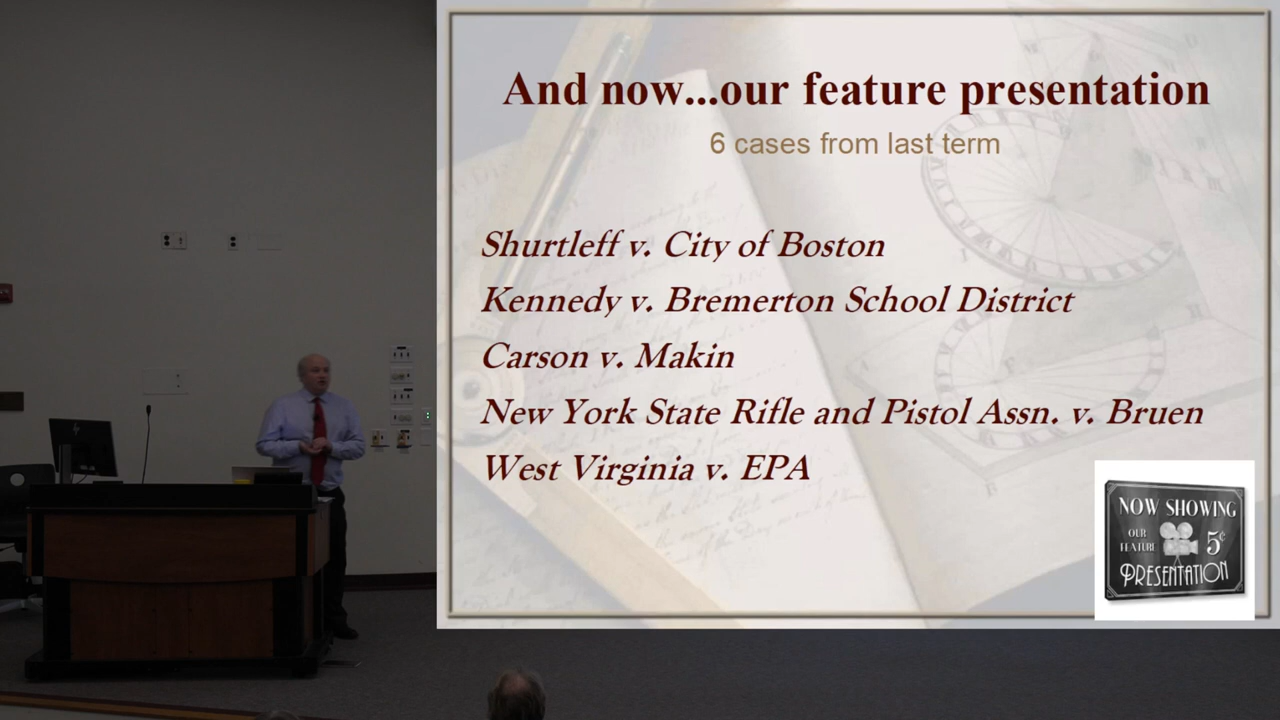 And now...our feature presentation
6 cases from last term
Shurtleff v. City of Boston
Kennedy v. Bremerton School District
Carson v. Makin
New York State Rifle and Pistol Assn. v. Bruen
West Virginia v. EPA
NOW SHOWING
OUR
FEATURE
5¢
PRESENTATION